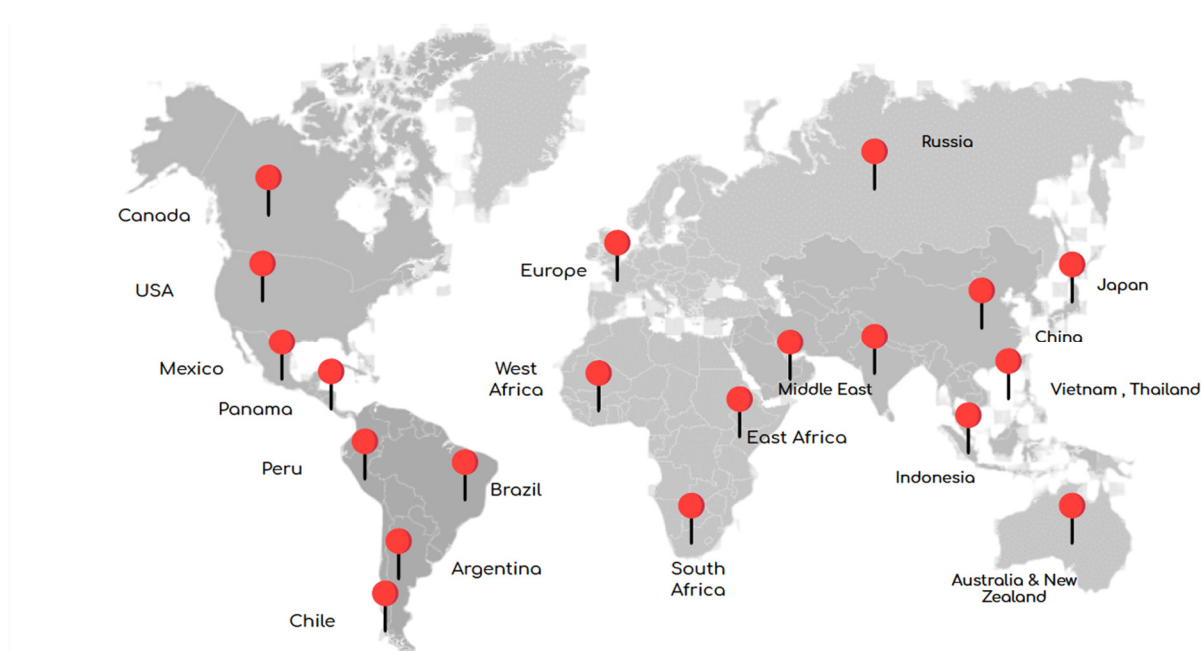 Russia
Canada
Europe
USA
Japan
China
Mexico
West
Africa
Middle East
Vietnam , Thailand
Panama
East Africa
Peru
Indonesia
Brazil
Argentina
South
Africa
Australia & New
Zealand
Chile